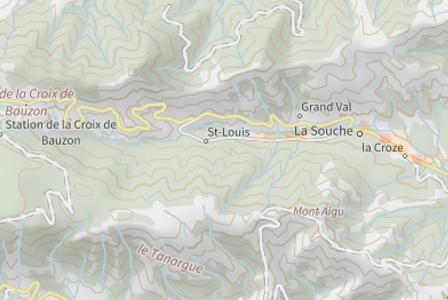 de la Croix de
Bauzon
Station de la Croix de
Bauzon
St-Louis
Grand Val
La Souche
la Croze
Mont Aigu
le Tanargue